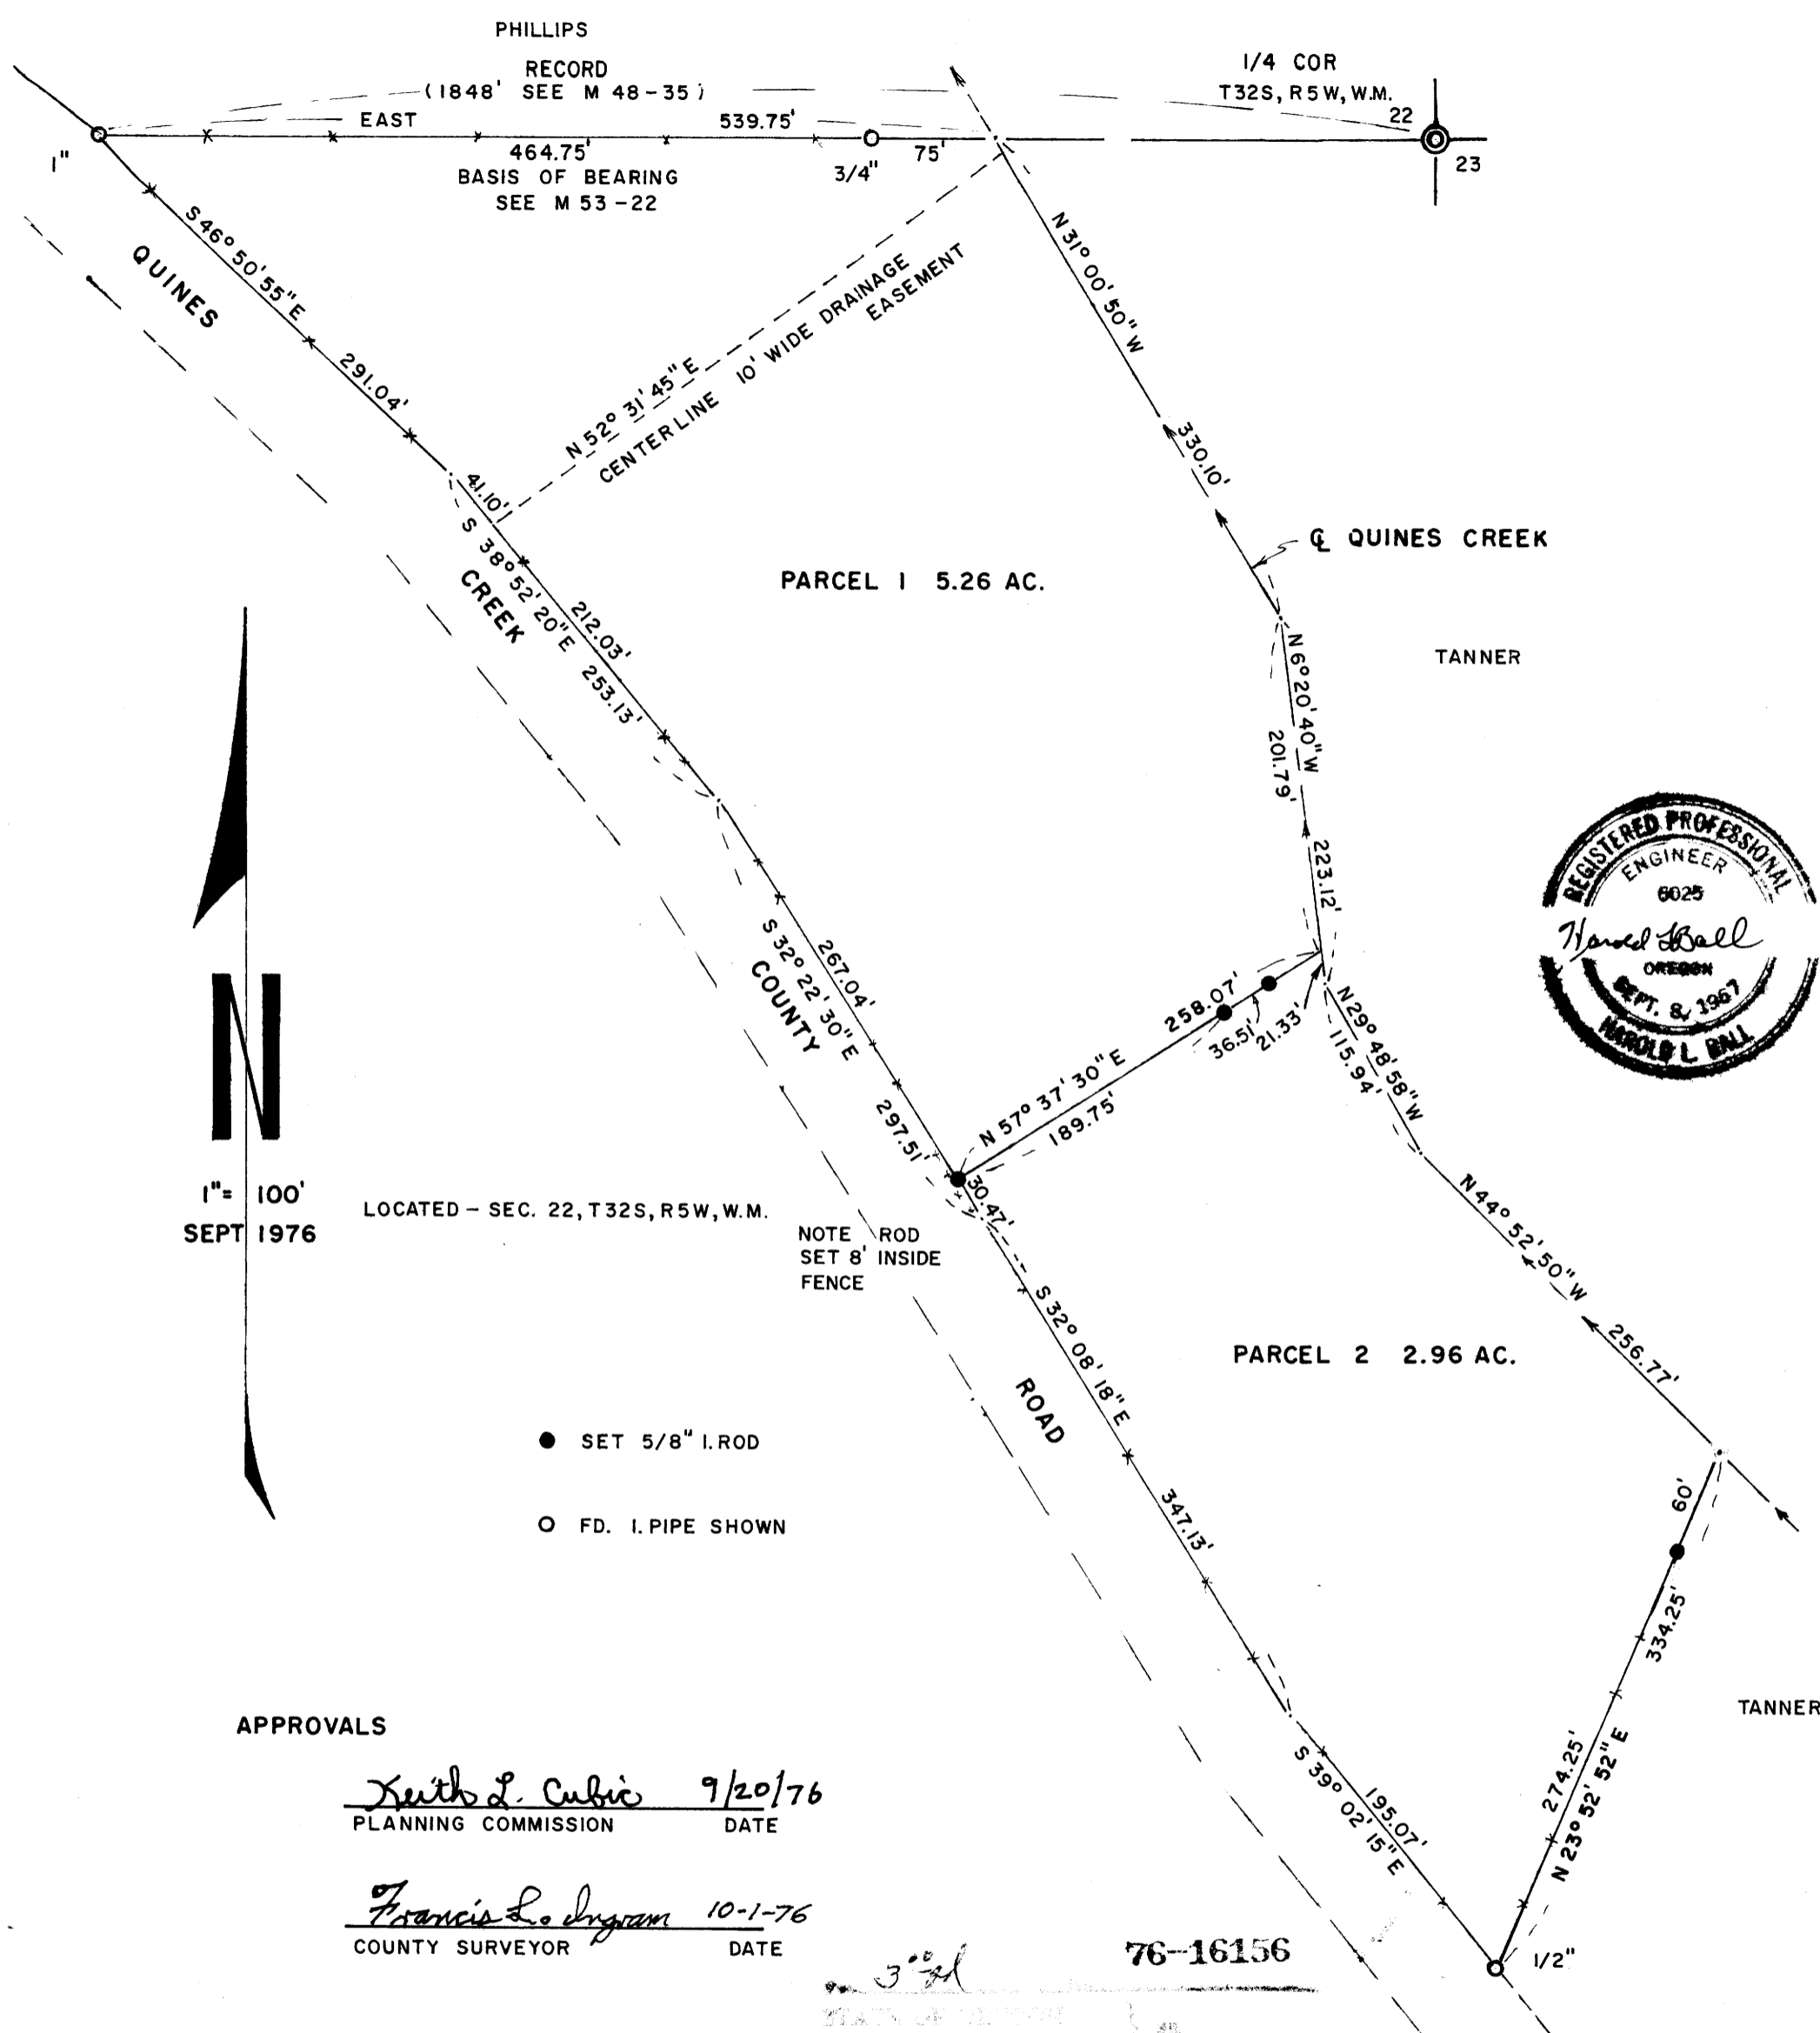 PHILLIPS
RECORD
(1848' SEE M 48-35)
1/4 COR
T32S, R5W, W.M.
22
23
EAST
539.75'
464.75'
75'
1"
3/4"
BASIS OF BEARING
SEE M 53-22
S 46° 50' 55" E
291.04'
QUINES
N 31° 00' 50" W
330.10'
N 52° 31' 45" E
CENTERLINE 10' WIDE DRAINAGE
EASEMENT
41.10'
S 38° 52' 20" E 253.13'
212.03'
CREEK
℄ QUINES CREEK
PARCEL 1 5.26 AC.
TANNER
N 6° 20' 40" W
201.79'
223.12'
REGISTERED PROFESSIONAL
ENGINEER
6025
Harold L Ball
OREGON
SEPT. 8, 1967
HAROLD L. BALL
267.04'
S 32° 22' 30" E
COUNTY
297.51'
258.07'
36.51'
21.33'
N 57° 37' 30" E
189.75'
N 29° 48' 58" W
115.94'
30.47'
N
1" = 100'
SEPT 1976
LOCATED - SEC. 22, T32S, R5W, W.M.
NOTE ROD
SET 8' INSIDE
FENCE
N 44° 52' 50" W
256.77'
S 32° 08' 18" E
347.13'
ROAD
PARCEL 2 2.96 AC.
SET 5/8" I. ROD
FD. I. PIPE SHOWN
60'
334.25'
274.25'
N 23° 52' 52" E
TANNER
195.07'
S 39° 02' 15" E
1/2"
APPROVALS
Keith L. Cubic 9/20/76
PLANNING COMMISSION DATE
Francis L. Ingram 10-1-76
COUNTY SURVEYOR DATE
76-16156